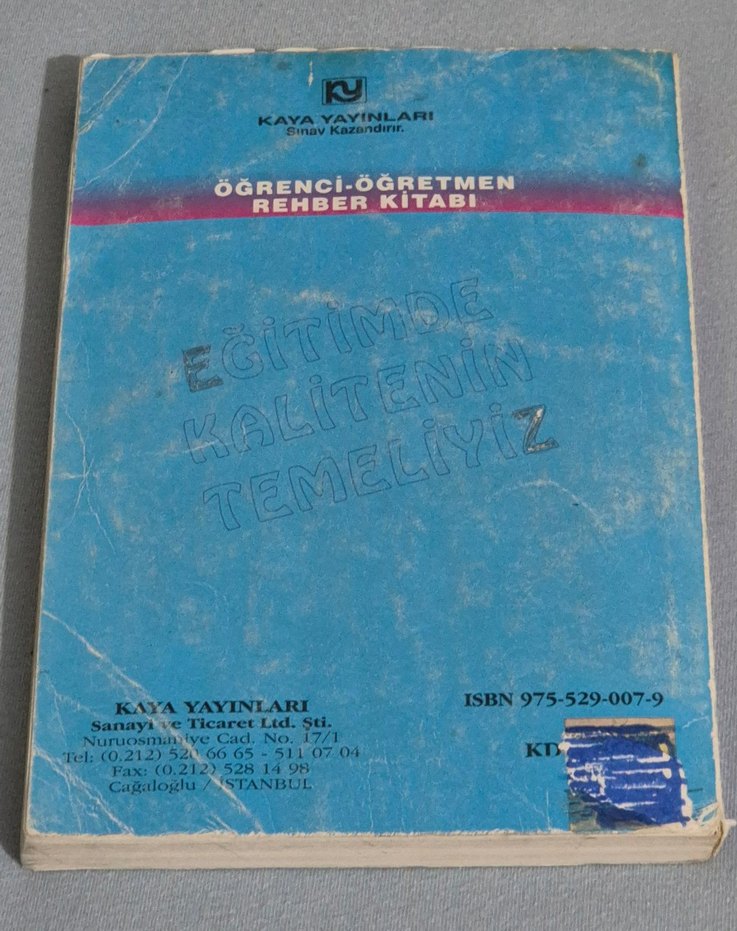 KY
KAYA YAYINLARI
Sınav Kazandırır.
ÖĞRENCİ-ÖĞRETMEN
REHBER KİTABI
EĞİTİMDE
KALİTENİN
TEMELİYİZ
KAYA YAYINLARI
Sanayi ve Ticaret Ltd. Şti.
Nuruosmaniye Cad. No. 17/1
Tel: (0.212) 520 66 65 - 511 07 04
Fax: (0.212) 528 14 98
Cağaloğlu / İSTANBUL
ISBN 975-529-007-9